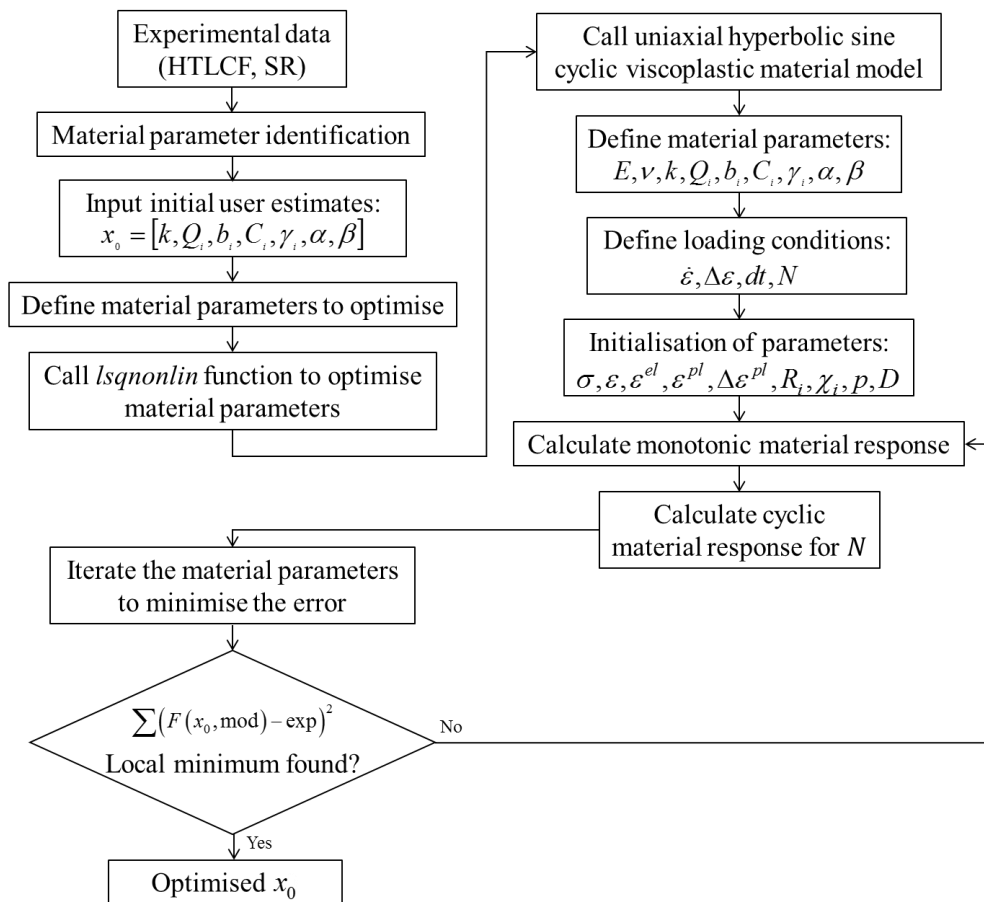 Experimental data
(HTLCF, SR)
Material parameter identification
Input initial user estimates:
x₀ = [k, Qᵢ, bᵢ, Cᵢ, γᵢ, α, β]
Define material parameters to optimise
Call lsqnonlin function to optimise
material parameters
Call uniaxial hyperbolic sine
cyclic viscoplastic material model
Define material parameters:
E, ν, k, Qᵢ, bᵢ, Cᵢ, γᵢ, α, β
Define loading conditions:
ε̇, Δε, dt, N
Initialisation of parameters:
σ, ε, εᵉˡ, εᵖˡ, Δεᵖˡ, Rᵢ, χᵢ, p, D
Calculate monotonic material response
Calculate cyclic
material response for N
Iterate the material parameters
to minimise the error
∑(F(x₀, mod) − exp)²
Local minimum found?
No
Yes
Optimised x₀